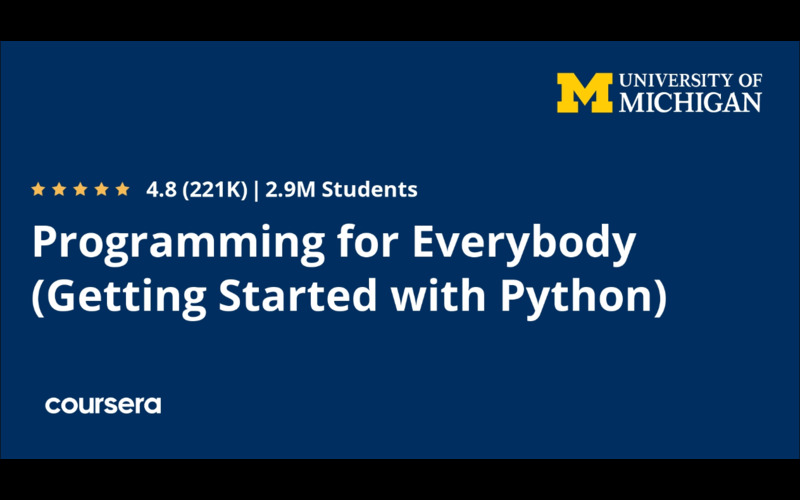 M UNIVERSITY OF
MICHIGAN
4.8 (221K) | 2.9M Students
Programming for Everybody
(Getting Started with Python)
coursera